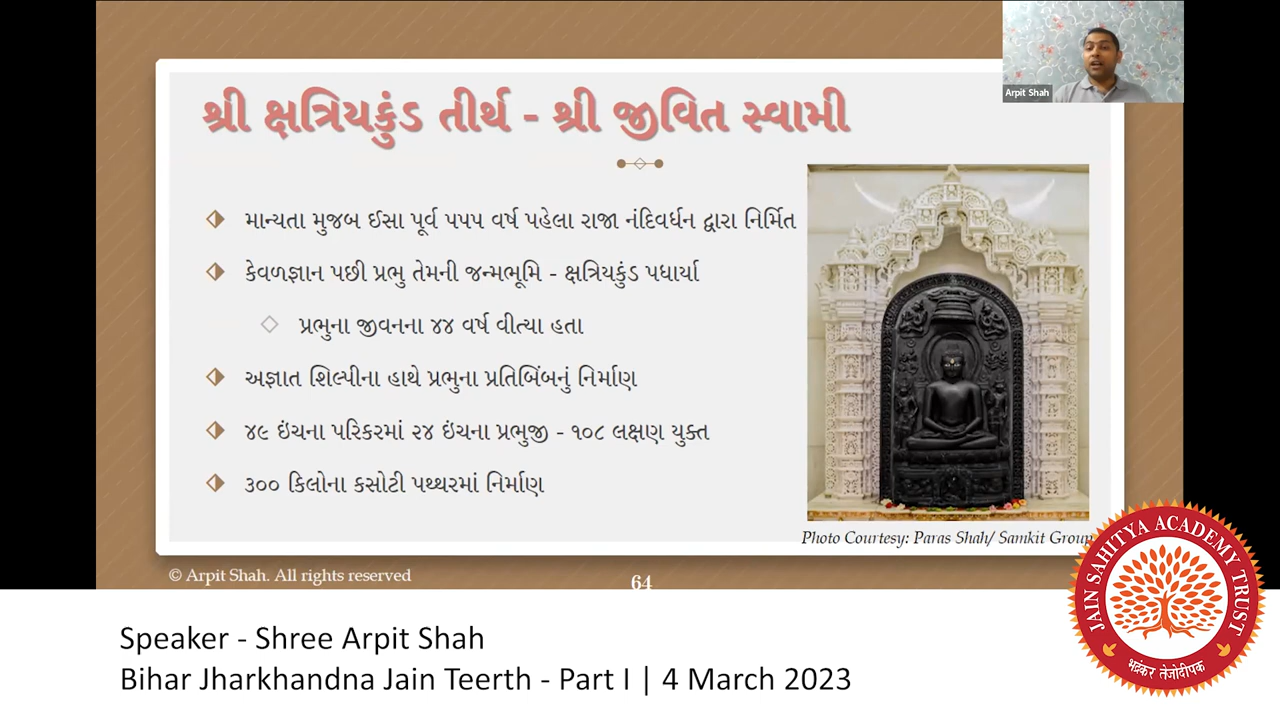 Arpit Shah
શ્રી ક્ષત્રિયકુંડ તીર્થ - શ્રી જીવિત સ્વામી
માન્યતા મુજબ ઈસા પૂર્વ ૫૫૫ વર્ષ પહેલા રાજા નંદિવર્ધન દ્વારા નિર્મિત
કેવળજ્ઞાન પછી પ્રભુ તેમની જન્મભૂમિ - ક્ષત્રિયકુંડ પધાર્યા
પ્રભુના જીવનના ૪૪ વર્ષ વીત્યા હતા
અજ્ઞાત શિલ્પીના હાથે પ્રભુના પ્રતિબિંબનું નિર્માણ
૪૯ ઇંચના પરિકરમાં ૨૪ ઇંચના પ્રભુજી - ૧૦૮ લક્ષણ યુક્ત
૩૦૦ કિલોના કસોટી પથ્થરમાં નિર્માણ
Photo Courtesy: Paras Shah/ Samkit Group
© Arpit Shah. All rights reserved
64
JAIN SAHITYA ACADEMY TRUST
भद्रंकर तेजोदीपक
Speaker - Shree Arpit Shah
Bihar Jharkhandna Jain Teerth - Part I | 4 March 2023